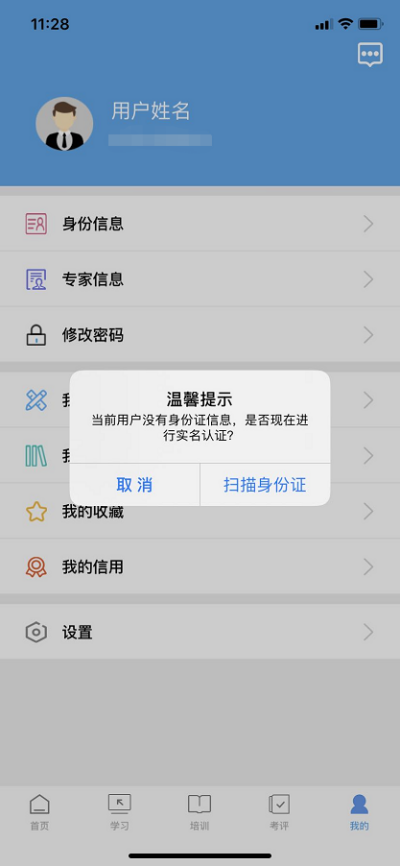 11:28
用户姓名
身份信息
专家信息
修改密码
温馨提示
当前用户没有身份证信息，是否现在进
行实名认证?
取消
扫描身份证
我的收藏
我的信用
设置
首页
学习
培训
考评
我的